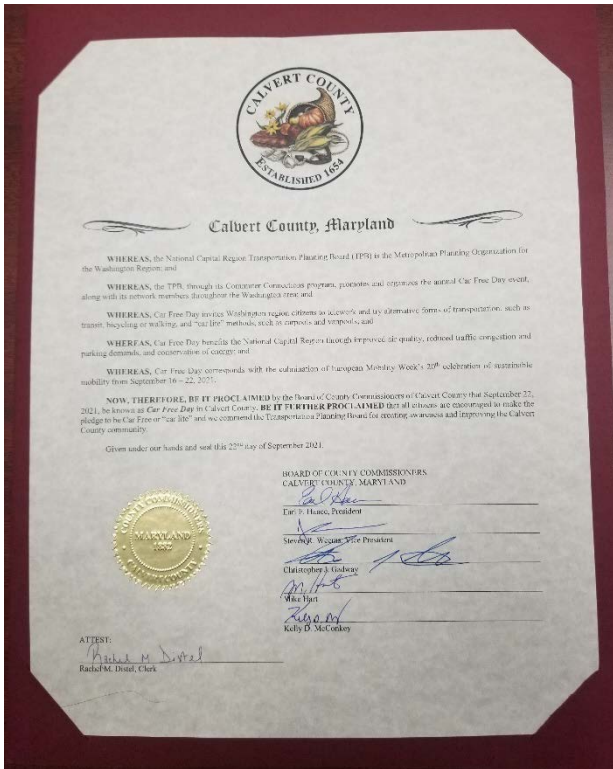 CALVERT COUNTY
ESTABLISHED 1654
Calvert County, Maryland
WHEREAS, the National Capital Region Transportation Planning Board (TPB) is the Metropolitan Planning Organization for
the Washington Region; and
WHEREAS, the TPB, through its Commuter Connections program, promotes and organizes the annual Car Free Day event,
along with its network members throughout the Washington area; and
WHEREAS, Car Free Day invites Washington region citizens to telework and try alternative forms of transportation, such as
transit, bicycling or walking, and "car lite" methods, such as carpools and vanpools; and
WHEREAS, Car Free Day benefits the National Capital Region through improved air quality, reduced traffic congestion and
parking demands, and conservation of energy; and
WHEREAS, Car Free Day corresponds with the culmination of European Mobility Week's 20th celebration of sustainable
mobility from September 16 – 22, 2021.
NOW, THEREFORE, BE IT PROCLAIMED by the Board of County Commissioners of Calvert County that September 22,
2021, be known as Car Free Day in Calvert County. BE IT FURTHER PROCLAIMED that all citizens are encouraged to make the
pledge to be Car Free or "car lite" and we commend the Transportation Planning Board for creating awareness and improving the Calvert
County community.
Given under our hands and seal this 22nd day of September 2021.
BOARD OF COUNTY COMMISSIONERS
CALVERT COUNTY, MARYLAND
Earl F. Hance, President
Steven R. Weems, Vice President
Christopher J. Gadway
Mike Hart
Kelly D. McConkey
COUNTY COMMISSIONERS
MARYLAND
CALVERT COUNTY
ATTEST:
Rachel M Distel
Rachel M. Distel, Clerk